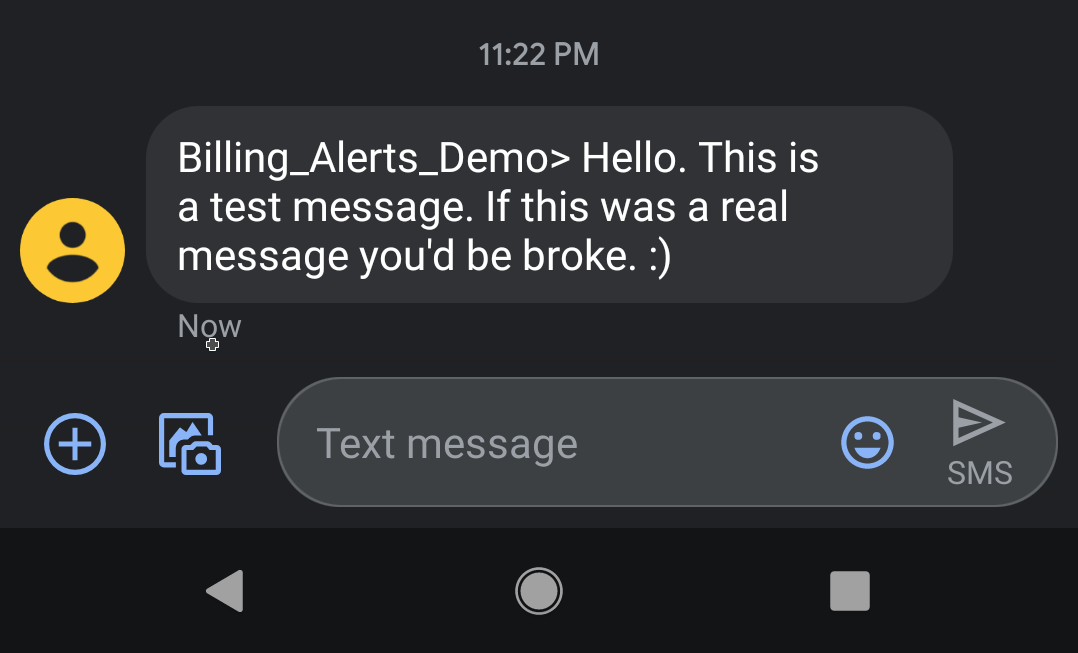 11:22 PM
Billing_Alerts_Demo> Hello. This is
a test message. If this was a real
message you'd be broke. :)
Now
Text message
SMS